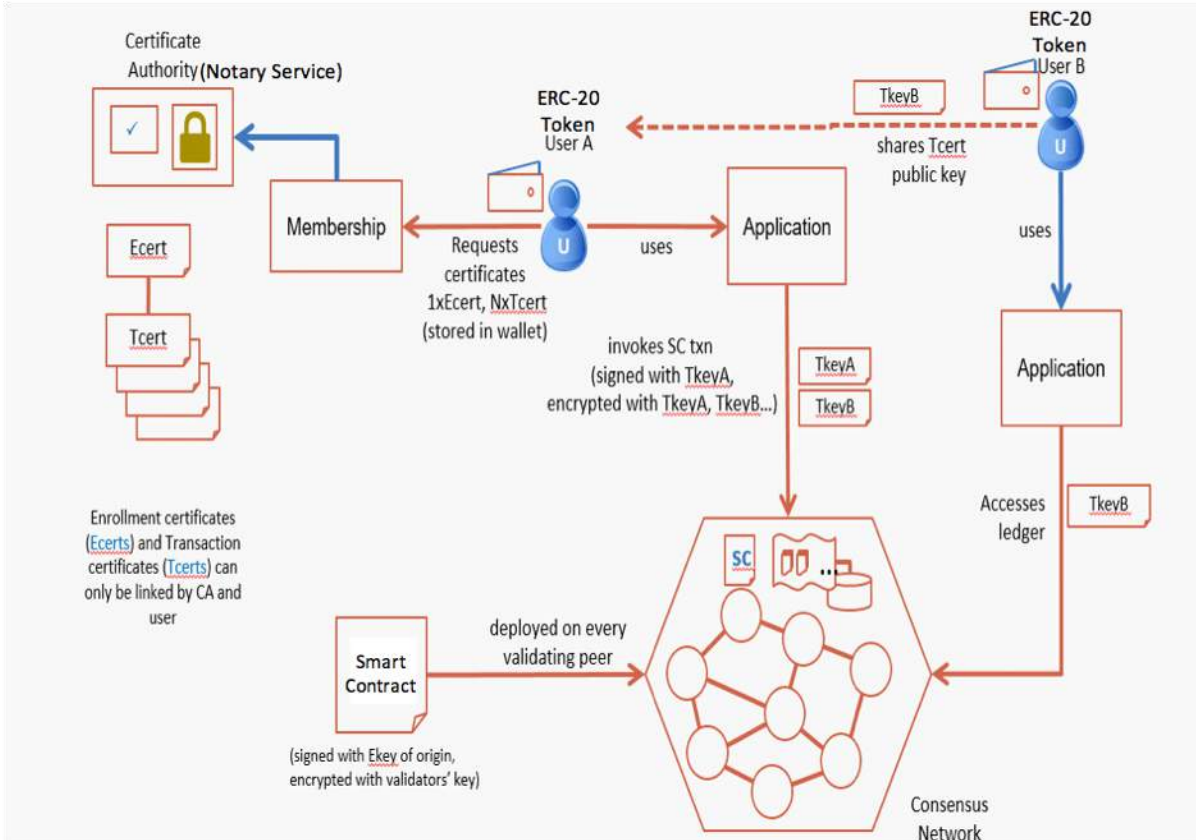 Certificate
Authority(Notary Service)
ERC-20
Token
User A
TkeyB
shares Tcert
public key
ERC-20
Token
User B
U
Membership
Requests
certificates
1xEcert, NxTcert
(stored in wallet)
U
uses
Application
uses
Ecert
Tcert
invokes SC txn
(signed with TkeyA,
encrypted with TkeyA, TkeyB...)
TkeyA
TkeyB
Application
Enrollment certificates
(Ecerts) and Transaction
certificates (Tcerts) can
only be linked by CA and
user
Accesses
ledger
TkeyB
SC
...
Smart
Contract
deployed on every
validating peer
(signed with Ekey of origin,
encrypted with validators' key)
Consensus
Network